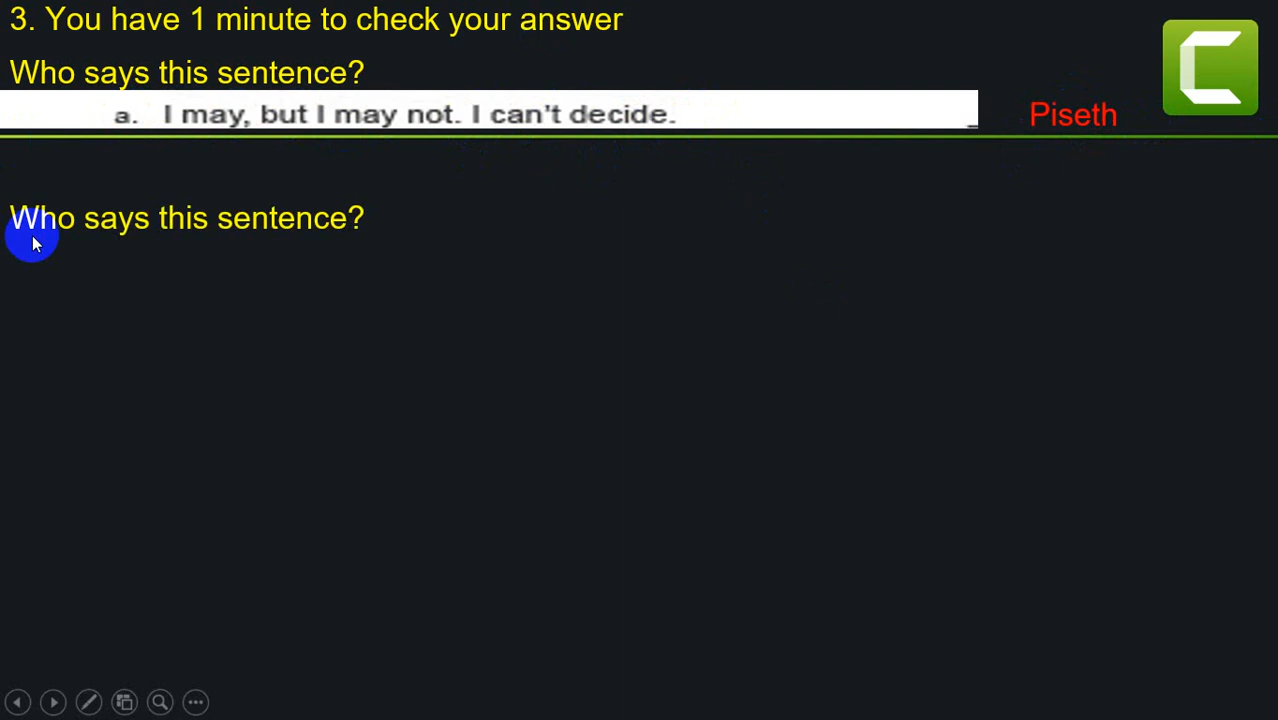 3. You have 1 minute to check your answer
Who says this sentence?
a. I may, but I may not. I can't decide.
Piseth
Who says this sentence?